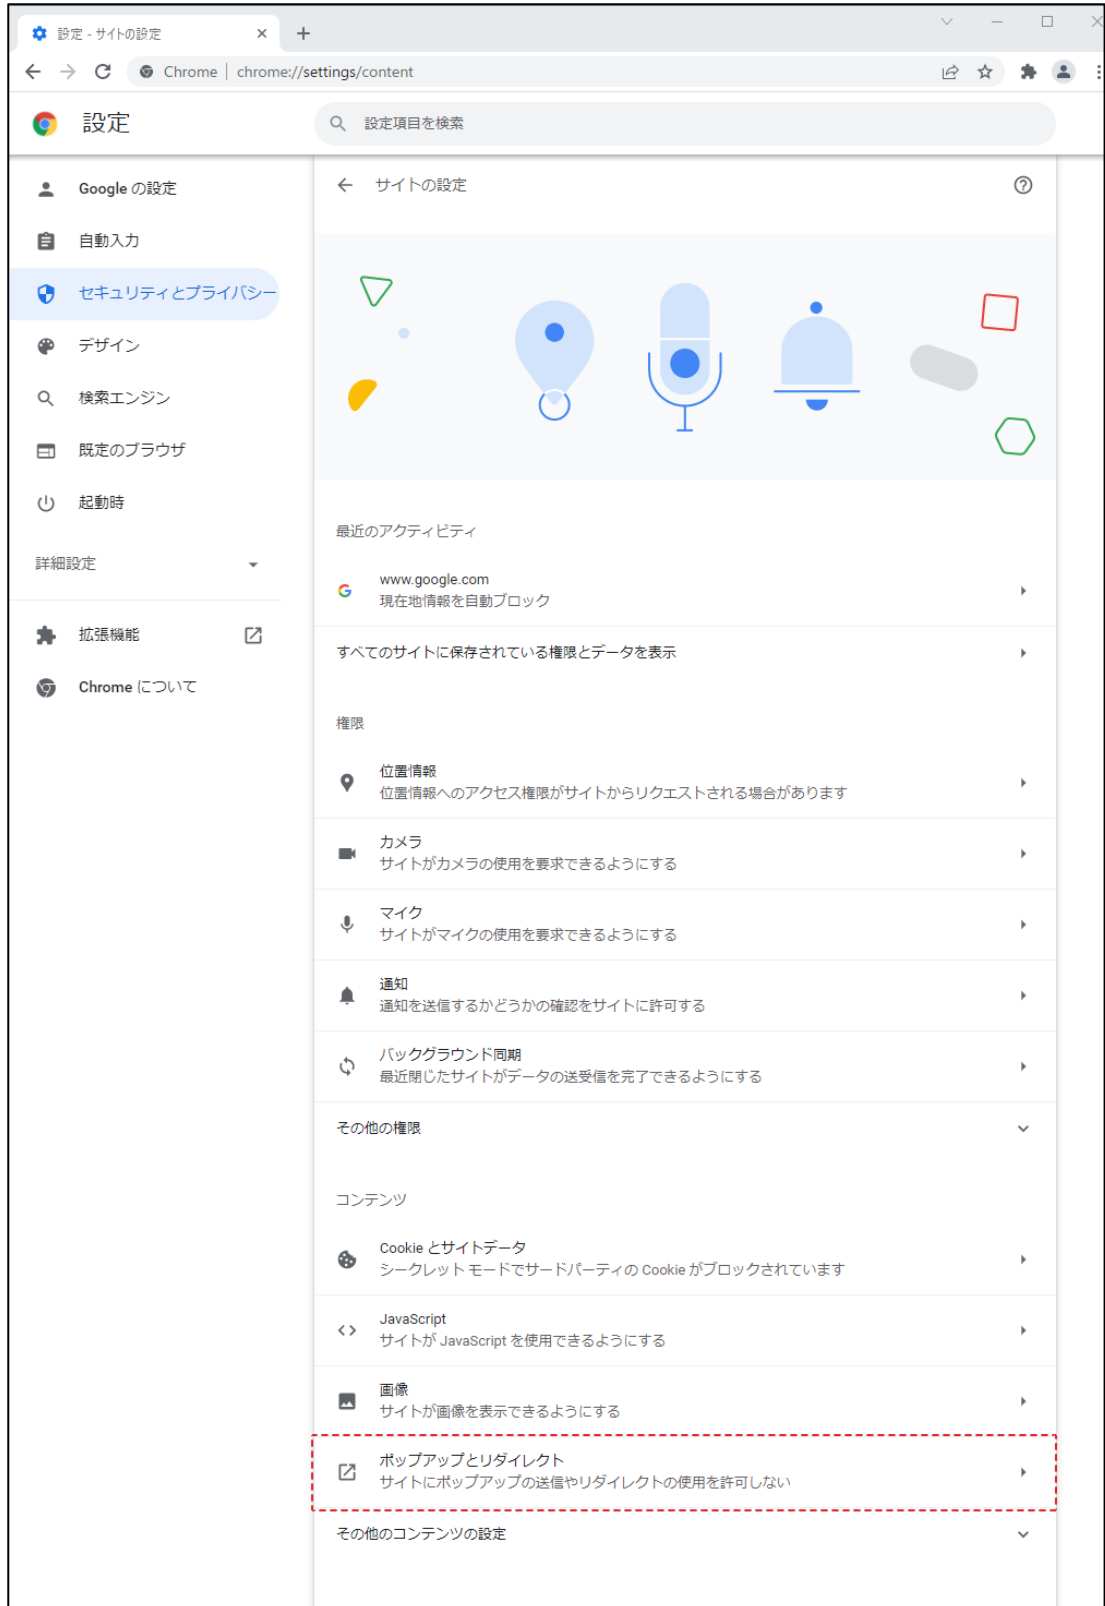 設定 - サイトの設定
Chrome | chrome://settings/content
設定
設定項目を検索
Google の設定
自動入力
セキュリティとプライバシー
デザイン
検索エンジン
既定のブラウザ
起動時
詳細設定
拡張機能
Chrome について
サイトの設定
最近のアクティビティ
www.google.com
現在地情報を自動ブロック
すべてのサイトに保存されている権限とデータを表示
権限
位置情報
位置情報へのアクセス権限がサイトからリクエストされる場合があります
カメラ
サイトがカメラの使用を要求できるようにする
マイク
サイトがマイクの使用を要求できるようにする
通知
通知を送信するかどうかの確認をサイトに許可する
バックグラウンド同期
最近閉じたサイトがデータの送受信を完了できるようにする
その他の権限
コンテンツ
Cookie とサイトデータ
シークレット モードでサードパーティの Cookie がブロックされています
JavaScript
サイトが JavaScript を使用できるようにする
画像
サイトが画像を表示できるようにする
ポップアップとリダイレクト
サイトにポップアップの送信やリダイレクトの使用を許可しない
その他のコンテンツの設定